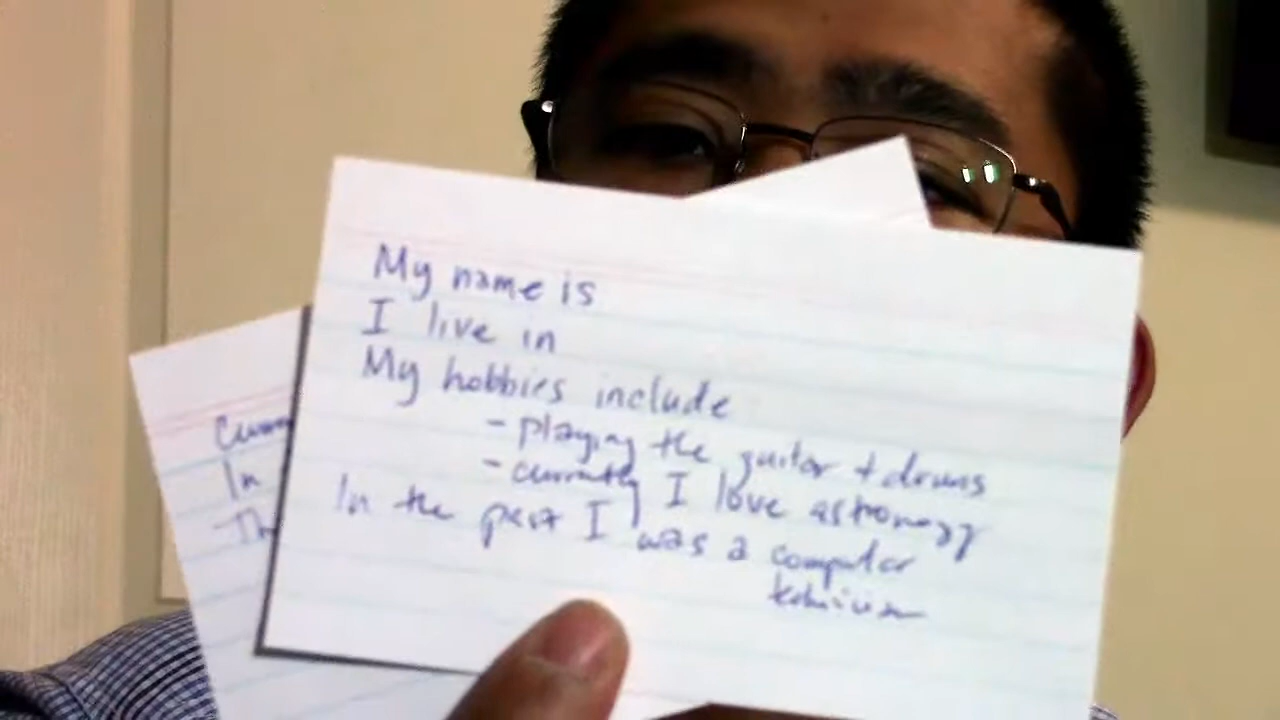 My name is
I live in
My hobbies include
- playing the guitar + drums
- currently I love astronomy
In the past I was a computer
technician
In